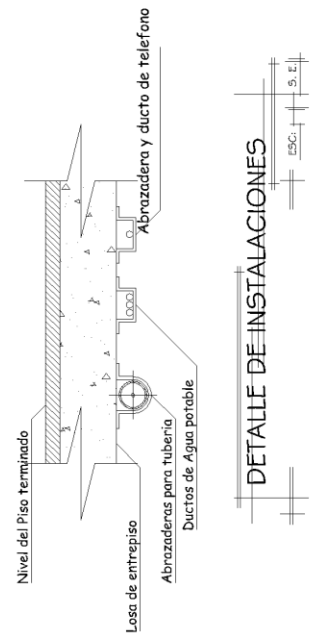 Nivel del Piso terminado
Losa de entrepiso
Abrazaderas para tuberia
Ductos de Agua potable
Abrazadera y ducto de telefono
DETALLE DE INSTALACIONES
ESC: S. E.